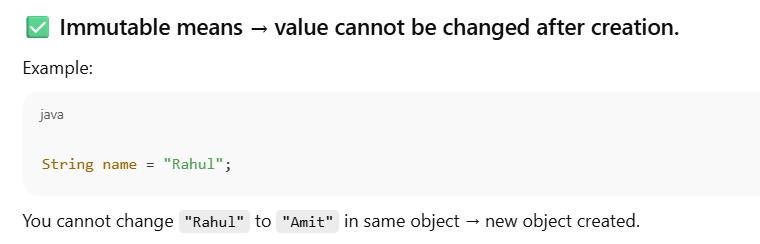 ✅ Immutable means → value cannot be changed after creation.
Example:
java
String name = "Rahul";
You cannot change "Rahul" to "Amit" in same object → new object created.